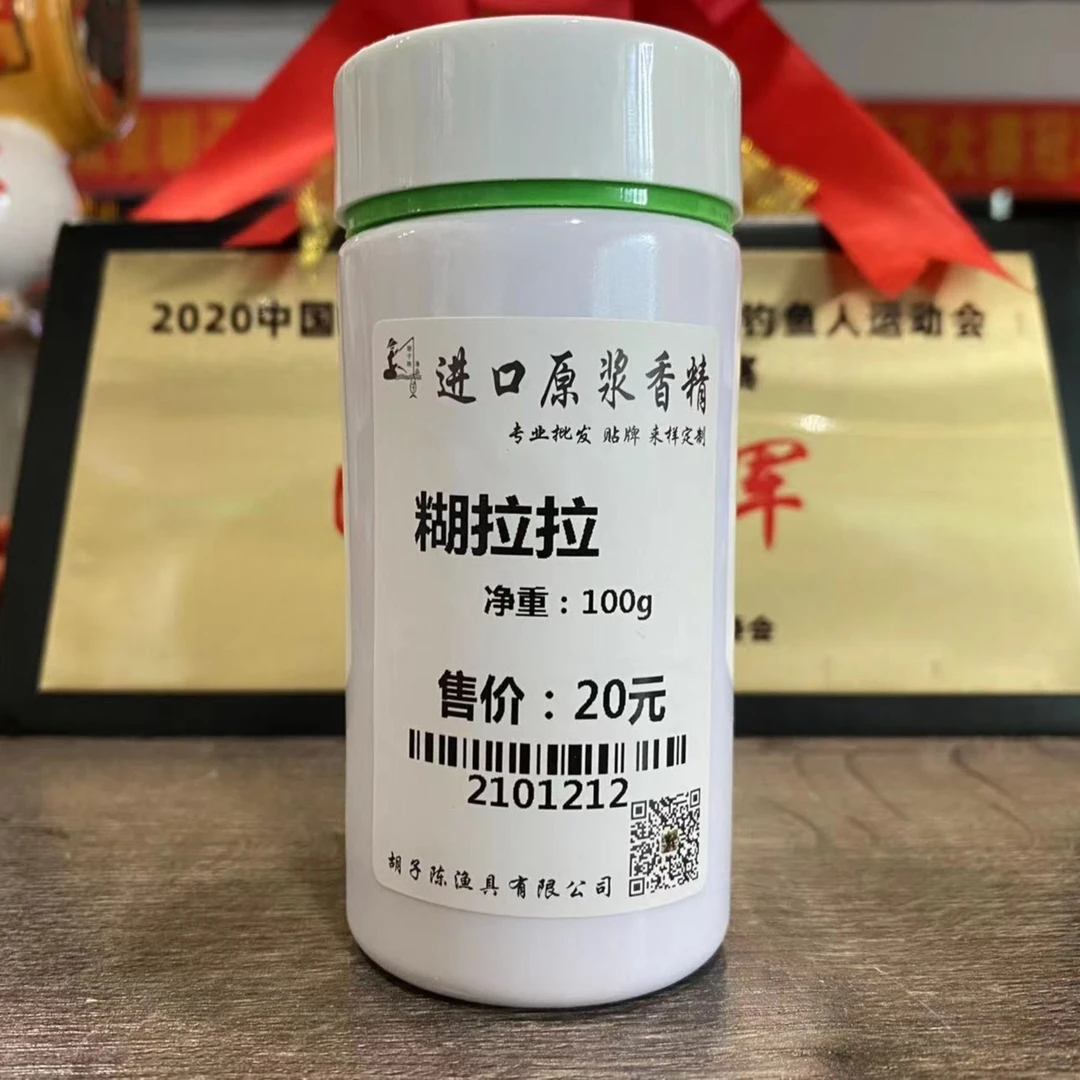 2020中国
钓鱼人运动会
进口原浆香精
专业批发 贴牌 来样定制
糊拉拉
净重：100g
售价：20元
2101212
胡子陈渔具有限公司